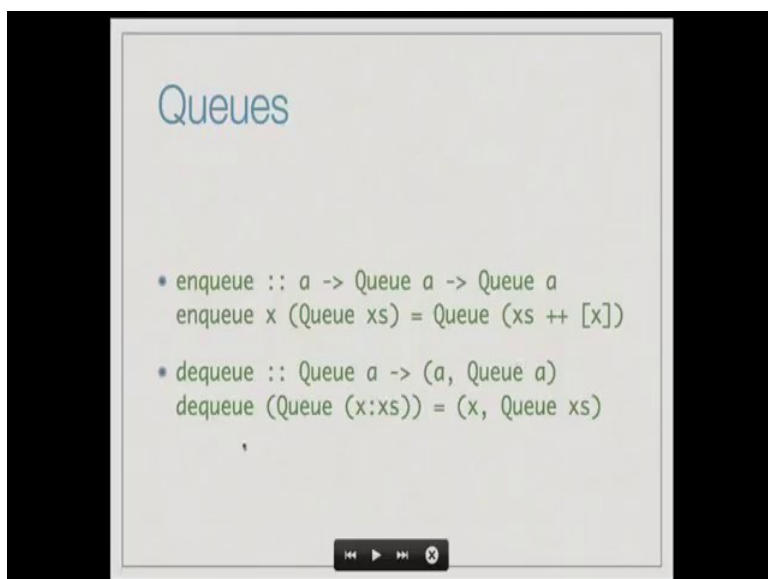 Queues
• enqueue :: a -> Queue a -> Queue a
enqueue x (Queue xs) = Queue (xs ++ [x])
• dequeue :: Queue a -> (a, Queue a)
dequeue (Queue (x:xs)) = (x, Queue xs)